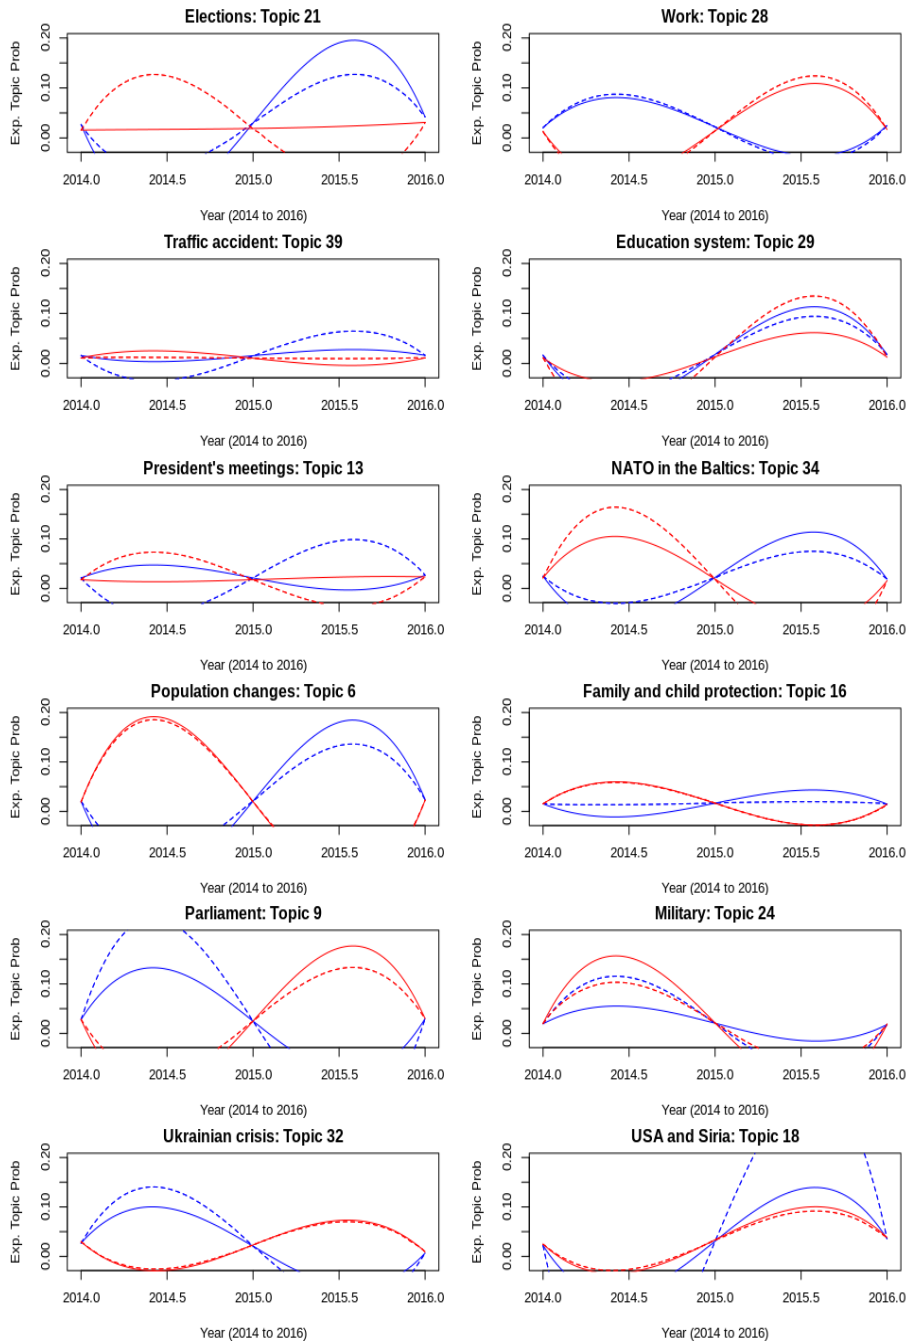 Elections: Topic 21
Exp. Topic Prob
0.00 0.10 0.20
2014.0 2014.5 2015.0 2015.5 2016.0
Year (2014 to 2016)
Work: Topic 28
Exp. Topic Prob
0.00 0.10 0.20
2014.0 2014.5 2015.0 2015.5 2016.0
Year (2014 to 2016)
Traffic accident: Topic 39
Exp. Topic Prob
0.00 0.10 0.20
2014.0 2014.5 2015.0 2015.5 2016.0
Year (2014 to 2016)
Education system: Topic 29
Exp. Topic Prob
0.00 0.10 0.20
2014.0 2014.5 2015.0 2015.5 2016.0
Year (2014 to 2016)
President's meetings: Topic 13
Exp. Topic Prob
0.00 0.10 0.20
2014.0 2014.5 2015.0 2015.5 2016.0
Year (2014 to 2016)
NATO in the Baltics: Topic 34
Exp. Topic Prob
0.00 0.10 0.20
2014.0 2014.5 2015.0 2015.5 2016.0
Year (2014 to 2016)
Population changes: Topic 6
Exp. Topic Prob
0.00 0.10 0.20
2014.0 2014.5 2015.0 2015.5 2016.0
Year (2014 to 2016)
Family and child protection: Topic 16
Exp. Topic Prob
0.00 0.10 0.20
2014.0 2014.5 2015.0 2015.5 2016.0
Year (2014 to 2016)
Parliament: Topic 9
Exp. Topic Prob
0.00 0.10 0.20
2014.0 2014.5 2015.0 2015.5 2016.0
Year (2014 to 2016)
Military: Topic 24
Exp. Topic Prob
0.00 0.10 0.20
2014.0 2014.5 2015.0 2015.5 2016.0
Year (2014 to 2016)
Ukrainian crisis: Topic 32
Exp. Topic Prob
0.00 0.10 0.20
2014.0 2014.5 2015.0 2015.5 2016.0
Year (2014 to 2016)
USA and Siria: Topic 18
Exp. Topic Prob
0.00 0.10 0.20
2014.0 2014.5 2015.0 2015.5 2016.0
Year (2014 to 2016)